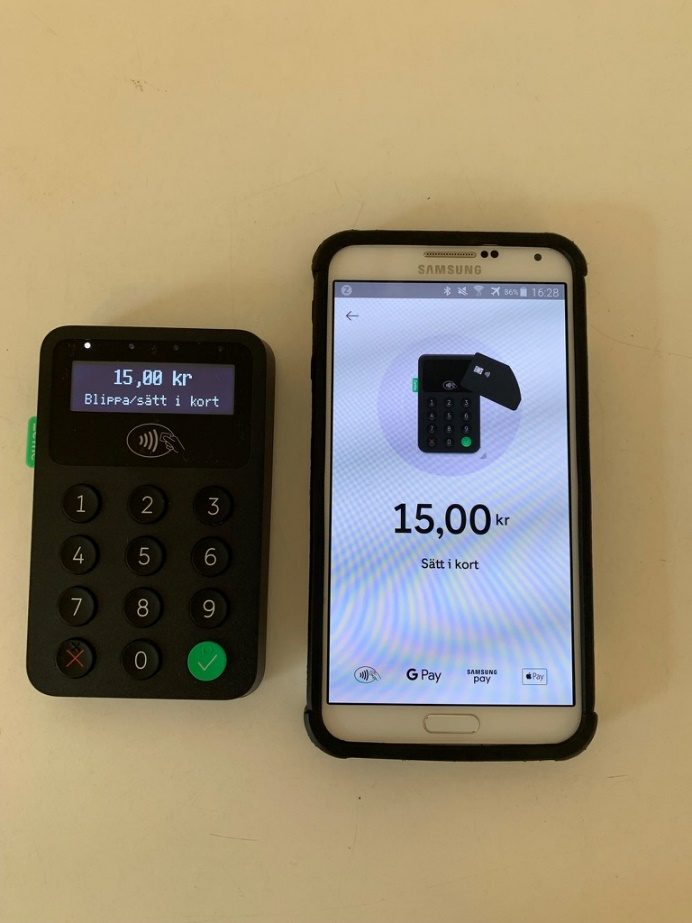 15,00 kr
Blippa/sätt i kort
1 2 3
4 5 6
7 8 9
0
SAMSUNG
86% 16:28
15,00 kr
Sätt i kort
G Pay
SAMSUNG pay
Pay